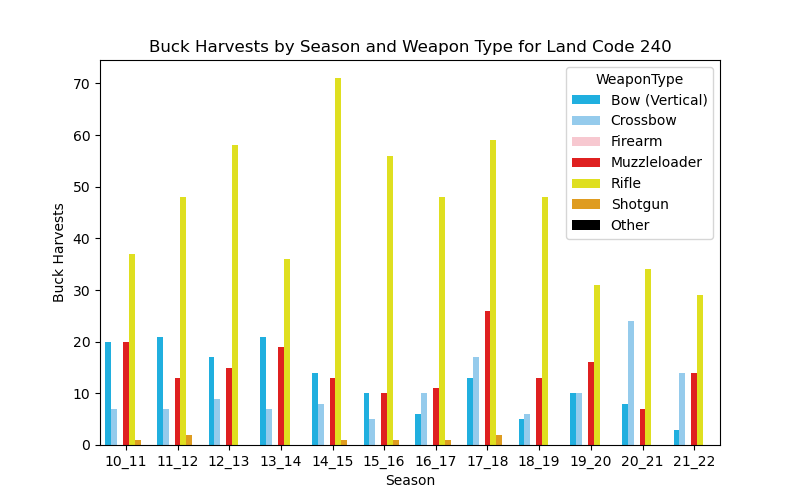 Buck Harvests by Season and Weapon Type for Land Code 240
WeaponType
Bow (Vertical)
Crossbow
Firearm
Muzzleloader
Rifle
Shotgun
Other
Buck Harvests
70
60
50
40
30
20
10
0
10_11 11_12 12_13 13_14 14_15 15_16 16_17 17_18 18_19 19_20 20_21 21_22
Season